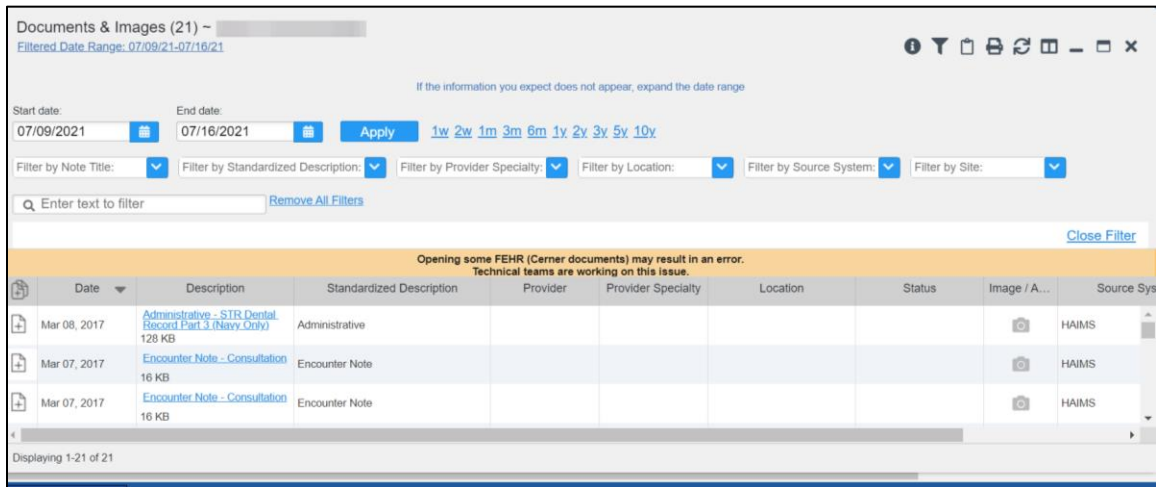 Documents & Images (21) ~
Filtered Date Range: 07/09/21-07/16/21
If the information you expect does not appear, expand the date range
Start date: End date:
07/09/2021 07/16/2021 Apply 1w 2w 1m 3m 6m 1y 2y 3y 5y 10y
Filter by Note Title: Filter by Standardized Description: Filter by Provider Specialty: Filter by Location: Filter by Source System: Filter by Site:
Enter text to filter Remove All Filters
Close Filter
Opening some FEHR (Cerner documents) may result in an error.
Technical teams are working on this issue.
Date Description Standardized Description Provider Provider Specialty Location Status Image / A... Source Sys
Administrative - STR Dental
Mar 08, 2017 Record Part 3 (Navy Only) Administrative HAIMS
128 KB
Mar 07, 2017 Encounter Note - Consultation Encounter Note HAIMS
16 KB
Mar 07, 2017 Encounter Note - Consultation Encounter Note HAIMS
16 KB
Displaying 1-21 of 21